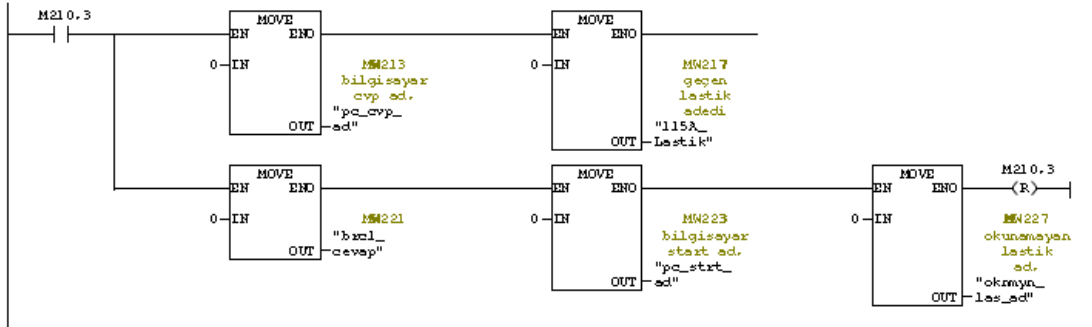 M210.3
MOVE
EN ENO
0 IN
MW213
bilgisayar
cvp ad.
"pc_cvp_
OUT ad"
MOVE
EN ENO
0 IN
MW217
geçen
lastik
adedi
"115A_
OUT Lastik"
MOVE
EN ENO
0 IN
MW221
OUT cevap"
MOVE
EN ENO
0 IN
MW223
bilgisayar
start ad.
"pc_strt_
OUT ad"
MOVE
EN ENO
0 IN
M210.3
(R)
MW227
okunamayan
lastik
ad.
"oknmyn_
OUT las_ad"